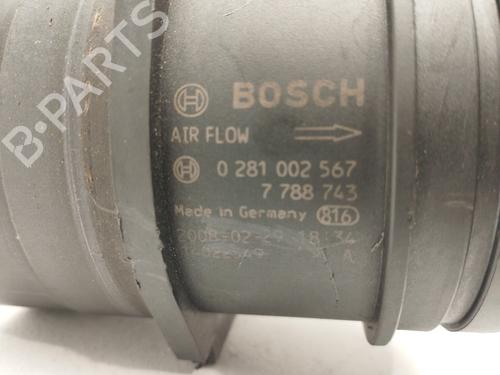 B-PARTS
BOSCH
AIR FLOW
0 281 002 567
7 788 743
Made in Germany 816
2008-02-29 18:34
A